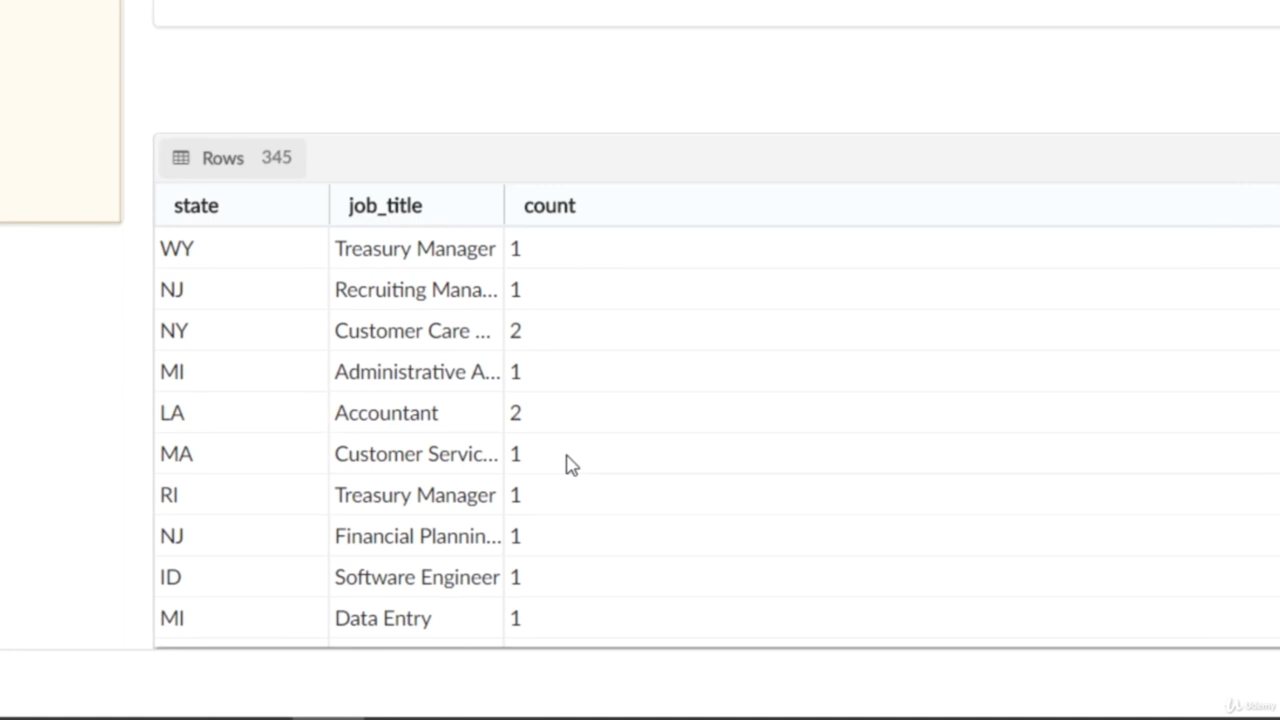 Rows 345
state job_title count
WY Treasury Manager 1
NJ Recruiting Mana... 1
NY Customer Care ... 2
MI Administrative A... 1
LA Accountant 2
MA Customer Servic... 1
RI Treasury Manager 1
NJ Financial Plannin... 1
ID Software Engineer 1
MI Data Entry 1
Udemy